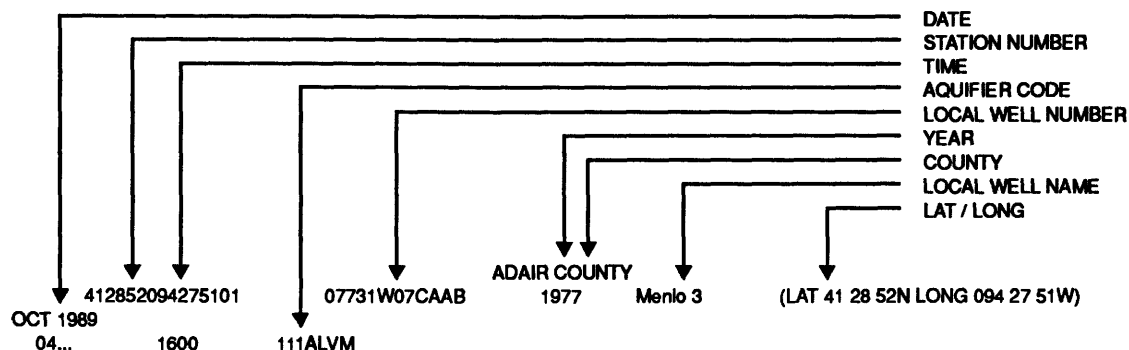 DATE
STATION NUMBER
TIME
AQUIFIER CODE
LOCAL WELL NUMBER
YEAR
COUNTY
LOCAL WELL NAME
LAT / LONG
ADAIR COUNTY
412852094275101 07731W07CAAB 1977 Menlo 3 (LAT 41 28 52N LONG 094 27 51W)
OCT 1989
04... 1600 111ALVM